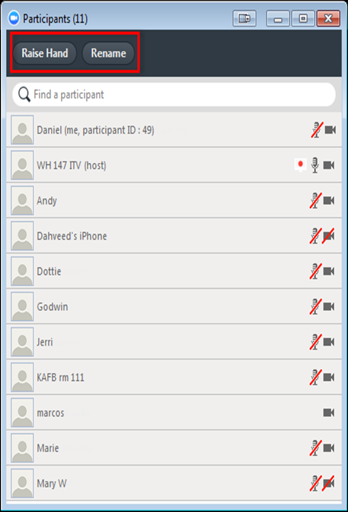 Participants (11)
Raise Hand Rename
Find a participant
Daniel (me, participant ID : 49)
WH 147 ITV (host)
Andy
Dahveed's iPhone
Dottie
Godwin
Jerri
KAFB rm 111
marcos
Marie
Mary W